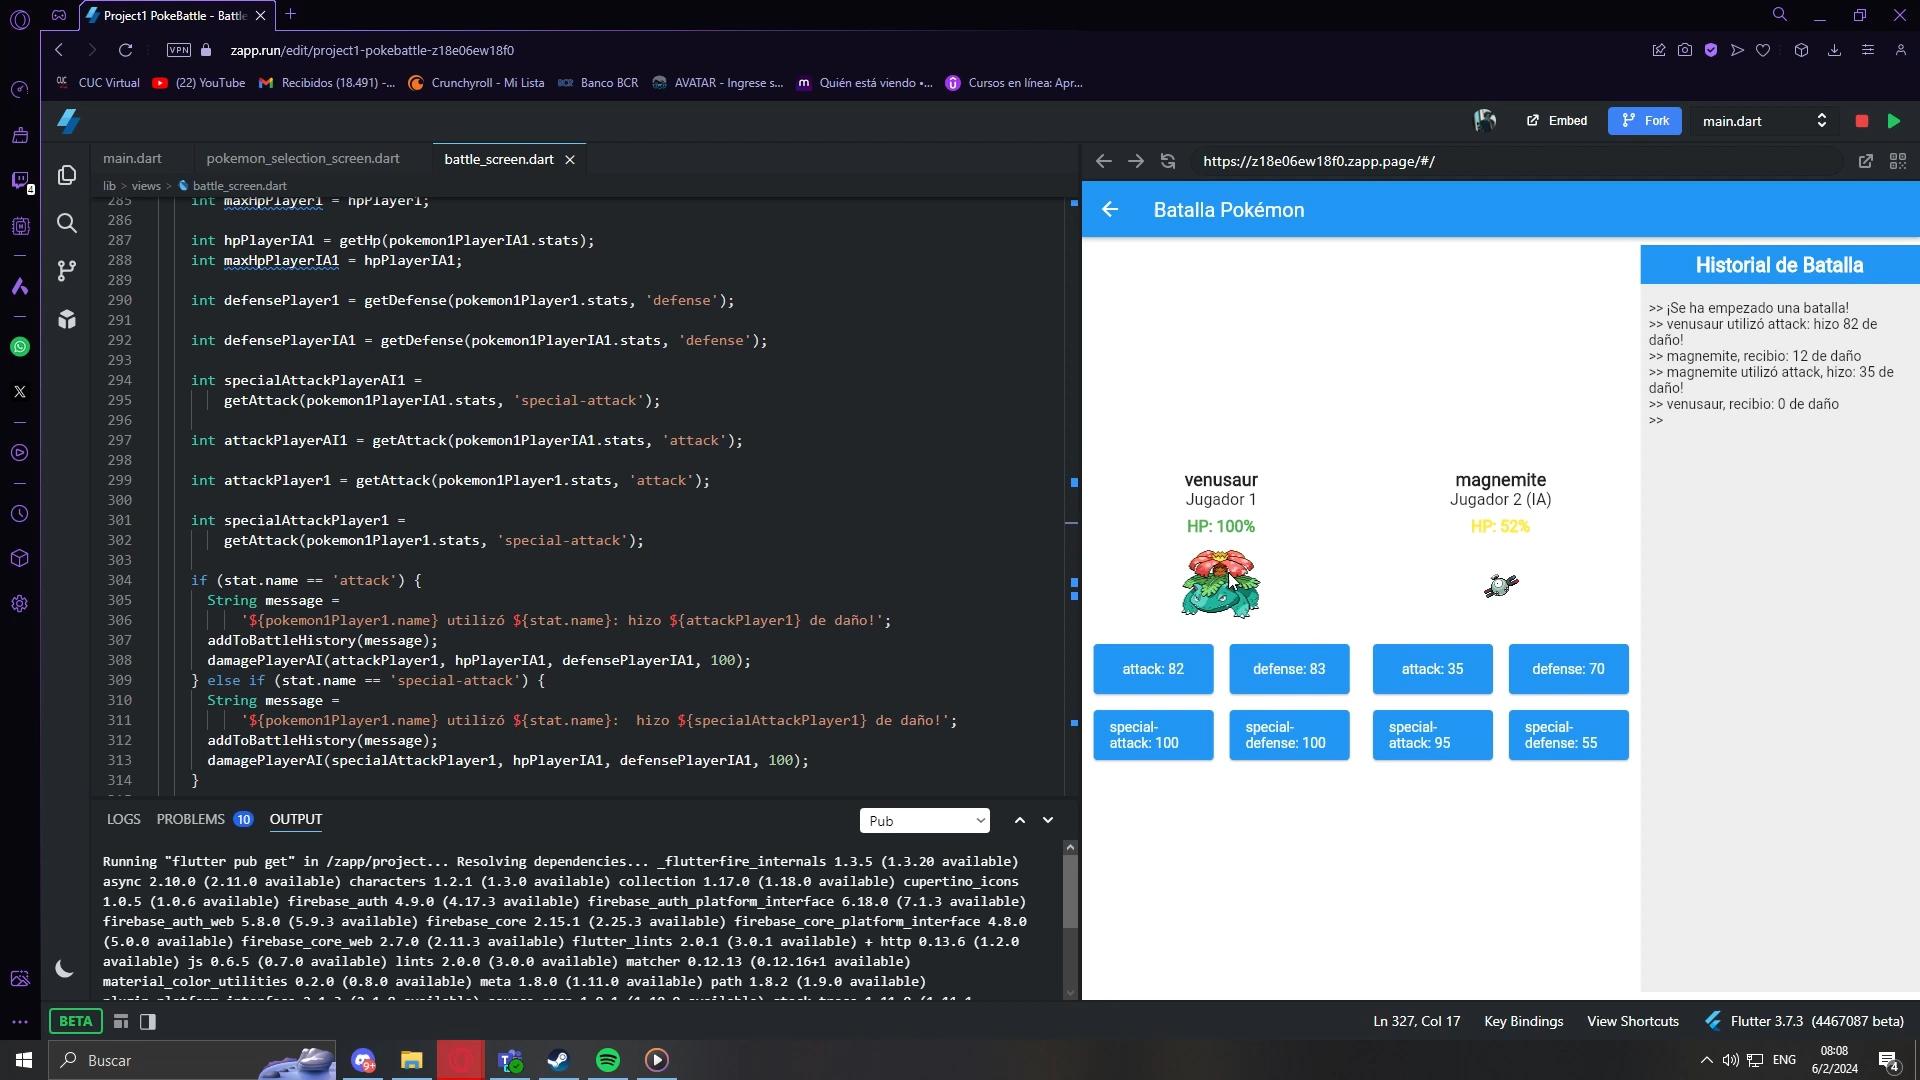 Project1 PokeBattle - Battle
VPN
zapp.run/edit/project1-pokebattle-z18e06ew18f0
CUC Virtual
(22) YouTube
Recibidos (18.491) -...
Crunchyroll - Mi Lista
BCR Banco BCR
AVATAR - Ingrese s...
m Quién está viendo •...
Cursos en línea: Apr...
Embed
Fork
main.dart
main.dart
pokemon_selection_screen.dart
battle_screen.dart
lib > views > battle_screen.dart
285 int maxHpPlayer1 = hpPlayer1;
286
287 int hpPlayerIA1 = getHp(pokemon1PlayerIA1.stats);
288 int maxHpPlayerIA1 = hpPlayerIA1;
289
290 int defensePlayer1 = getDefense(pokemon1Player1.stats, 'defense');
291
292 int defensePlayerIA1 = getDefense(pokemon1PlayerIA1.stats, 'defense');
293
294 int specialAttackPlayerAI1 =
295 getAttack(pokemon1PlayerIA1.stats, 'special-attack');
296
297 int attackPlayerAI1 = getAttack(pokemon1PlayerIA1.stats, 'attack');
298
299 int attackPlayer1 = getAttack(pokemon1Player1.stats, 'attack');
300
301 int specialAttackPlayer1 =
302 getAttack(pokemon1Player1.stats, 'special-attack');
303
304 if (stat.name == 'attack') {
305 String message =
306 '${pokemon1Player1.name} utilizó ${stat.name}: hizo ${attackPlayer1} de daño!';
307 addToBattleHistory(message);
308 damagePlayerAI(attackPlayer1, hpPlayerIA1, defensePlayerIA1, 100);
309 } else if (stat.name == 'special-attack') {
310 String message =
311 '${pokemon1Player1.name} utilizó ${stat.name}:  hizo ${specialAttackPlayer1} de daño!';
312 addToBattleHistory(message);
313 damagePlayerAI(specialAttackPlayer1, hpPlayerIA1, defensePlayerIA1, 100);
314 }
LOGS PROBLEMS 10 OUTPUT
Pub
Running "flutter pub get" in /zapp/project... Resolving dependencies... _flutterfire_internals 1.3.5 (1.3.20 available)
async 2.10.0 (2.11.0 available) characters 1.2.1 (1.3.0 available) collection 1.17.0 (1.18.0 available) cupertino_icons
1.0.5 (1.0.6 available) firebase_auth 4.9.0 (4.17.3 available) firebase_auth_platform_interface 6.18.0 (7.1.3 available)
firebase_auth_web 5.8.0 (5.9.3 available) firebase_core 2.15.1 (2.25.3 available) firebase_core_platform_interface 4.8.0
(5.0.0 available) firebase_core_web 2.7.0 (2.11.3 available) flutter_lints 2.0.1 (3.0.1 available) + http 0.13.6 (1.2.0
available) js 0.6.5 (0.7.0 available) lints 2.0.0 (3.0.0 available) matcher 0.12.13 (0.12.16+1 available)
material_color_utilities 0.2.0 (0.8.0 available) meta 1.8.0 (1.11.0 available) path 1.8.2 (1.9.0 available)
https://z18e06ew18f0.zapp.page/#/
Batalla Pokémon
venusaur
Jugador 1
HP: 100%
magnemite
Jugador 2 (IA)
HP: 52%
attack: 82
defense: 83
attack: 35
defense: 70
special-
attack: 100
special-
defense: 100
special-
attack: 95
special-
defense: 55
Historial de Batalla
>> ¡Se ha empezado una batalla!
>> venusaur utilizó attack: hizo 82 de
daño!
>> magnemite, recibio: 12 de daño
>> magnemite utilizó attack, hizo: 35 de
daño!
>> venusaur, recibio: 0 de daño
>>
BETA
Ln 327, Col 17
Key Bindings
View Shortcuts
Flutter 3.7.3 (4467087 beta)
Buscar
ENG
08:08
6/2/2024
4